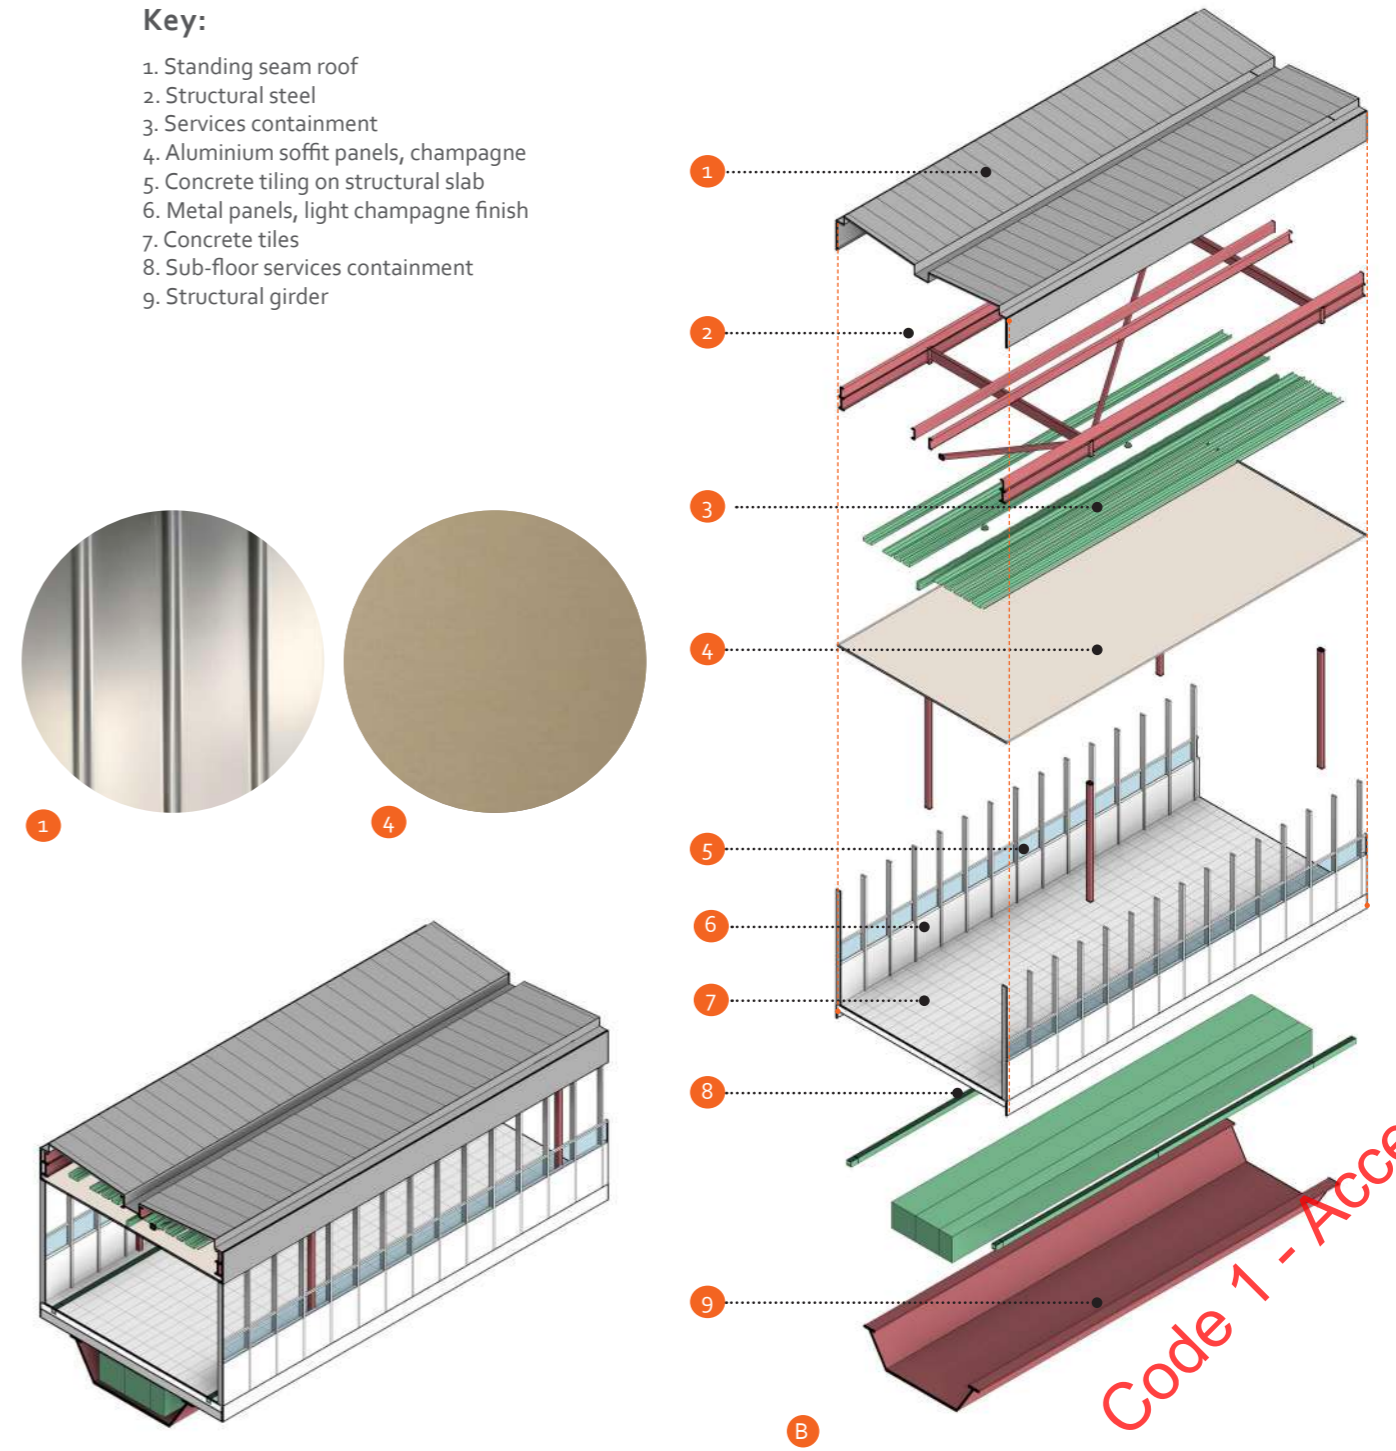 Key:
1. Standing seam roof
2. Structural steel
3. Services containment
4. Aluminium soffit panels, champagne
5. Concrete tiling on structural slab
6. Metal panels, light champagne finish
7. Concrete tiles
8. Sub-floor services containment
9. Structural girder
1
4
1
2
3
4
5
6
7
8
9
B
Code 1 - Acce